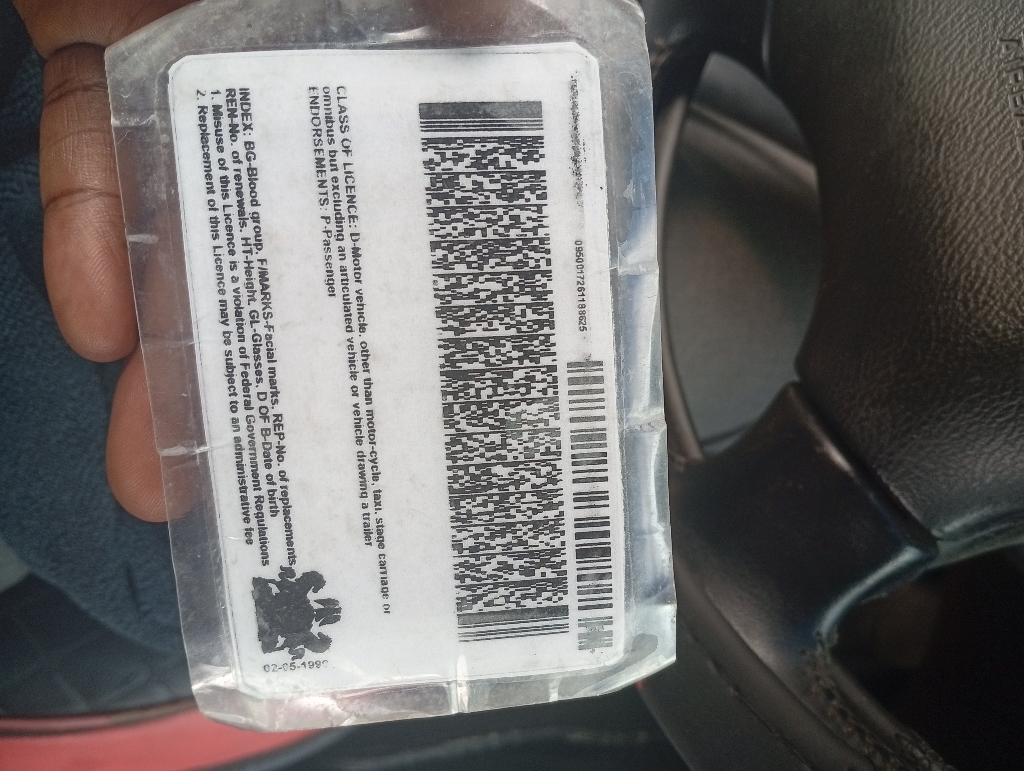 0950017261188625
CLASS OF LICENCE: D-Motor vehicle, other than motor-cycle, taxi, stage carriage or
omnibus but excluding an articulated vehicle or vehicle drawing a trailer
ENDORSEMENTS: P-Passenger
INDEX: BG-Blood group, F/MARKS-Facial marks, REP-No. of replacements
REN-No. of renewals, HT-Height, GL-Glasses, D OF B-Date of birth
1. Misuse of this Licence is a violation of Federal Government Regulations
2. Replacement of this Licence may be subject to an administrative fee